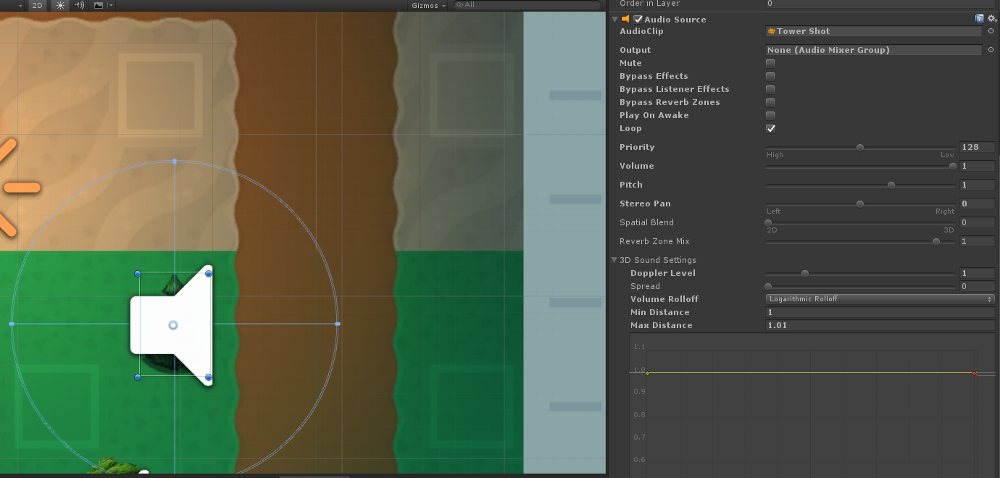 2D Gizmos All
Order in Layer 0
Audio Source
AudioClip Tower Shot
Output None (Audio Mixer Group)
Mute
Bypass Effects
Bypass Listener Effects
Bypass Reverb Zones
Play On Awake
Loop
Priority 128
High Low
Volume 1
Pitch 1
Stereo Pan 0
Left Right
Spatial Blend 0
2D 3D
Reverb Zone Mix 1
3D Sound Settings
Doppler Level 1
Spread 0
Volume Rolloff Logarithmic Rolloff
Min Distance 1
Max Distance 1.01
1.1
1.0
0.9
0.8
0.7
0.6